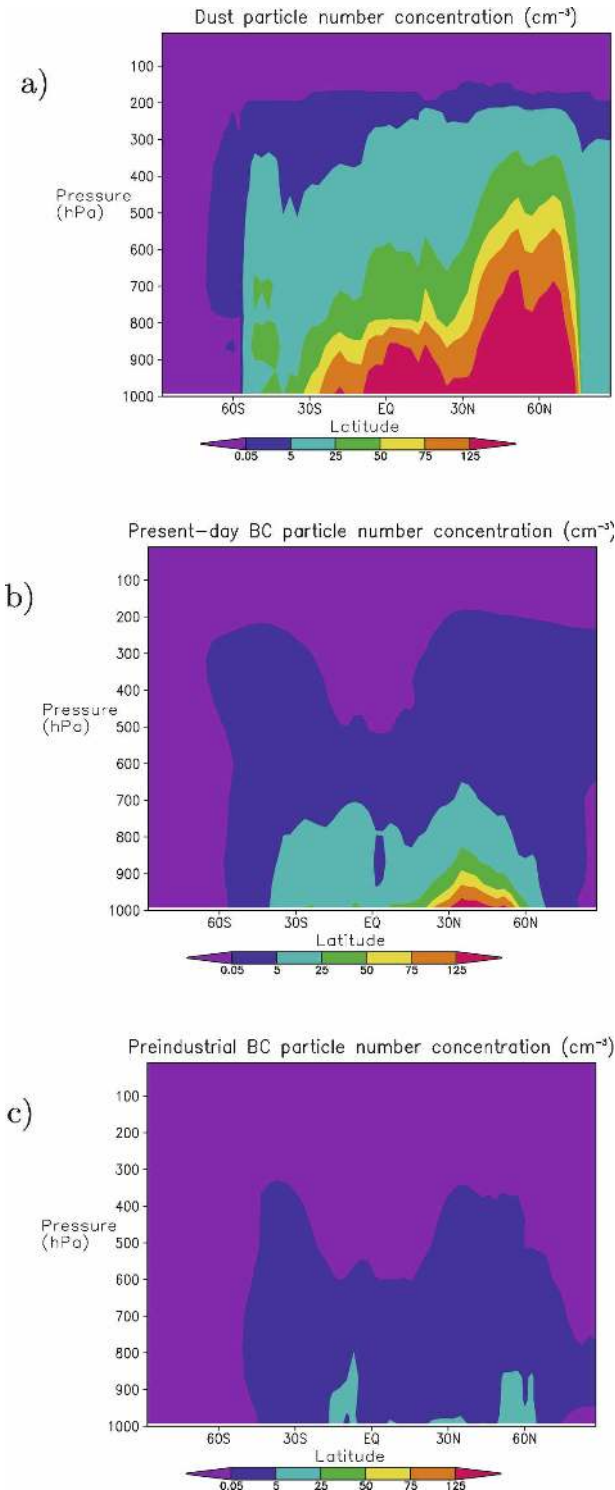 Dust particle number concentration (cm⁻³)
a)
100
200
300
400
Pressure
(hPa)
500
600
700
800
900
1000
60S 30S EQ 30N 60N
Latitude
0.05 5 25 50 75 125
Present-day BC particle number concentration (cm⁻³)
b)
100
200
300
400
Pressure
(hPa)
500
600
700
800
900
1000
60S 30S EQ 30N 60N
Latitude
0.05 5 25 50 75 125
Preindustrial BC particle number concentration (cm⁻³)
c)
100
200
300
400
Pressure
(hPa)
500
600
700
800
900
1000
60S 30S EQ 30N 60N
Latitude
0.05 5 25 50 75 125